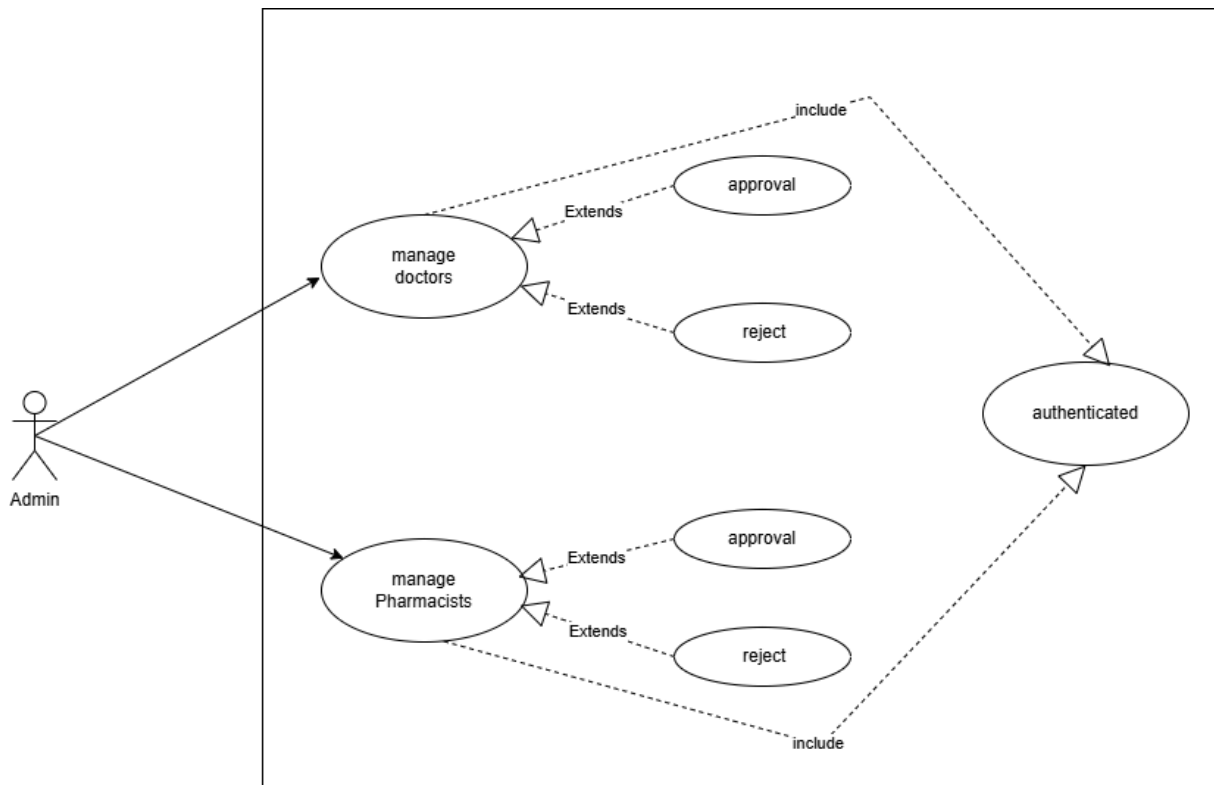 include
approval
Extends
manage
doctors
Extends
reject
authenticated
Admin
approval
Extends
manage
Pharmacists
Extends
reject
include